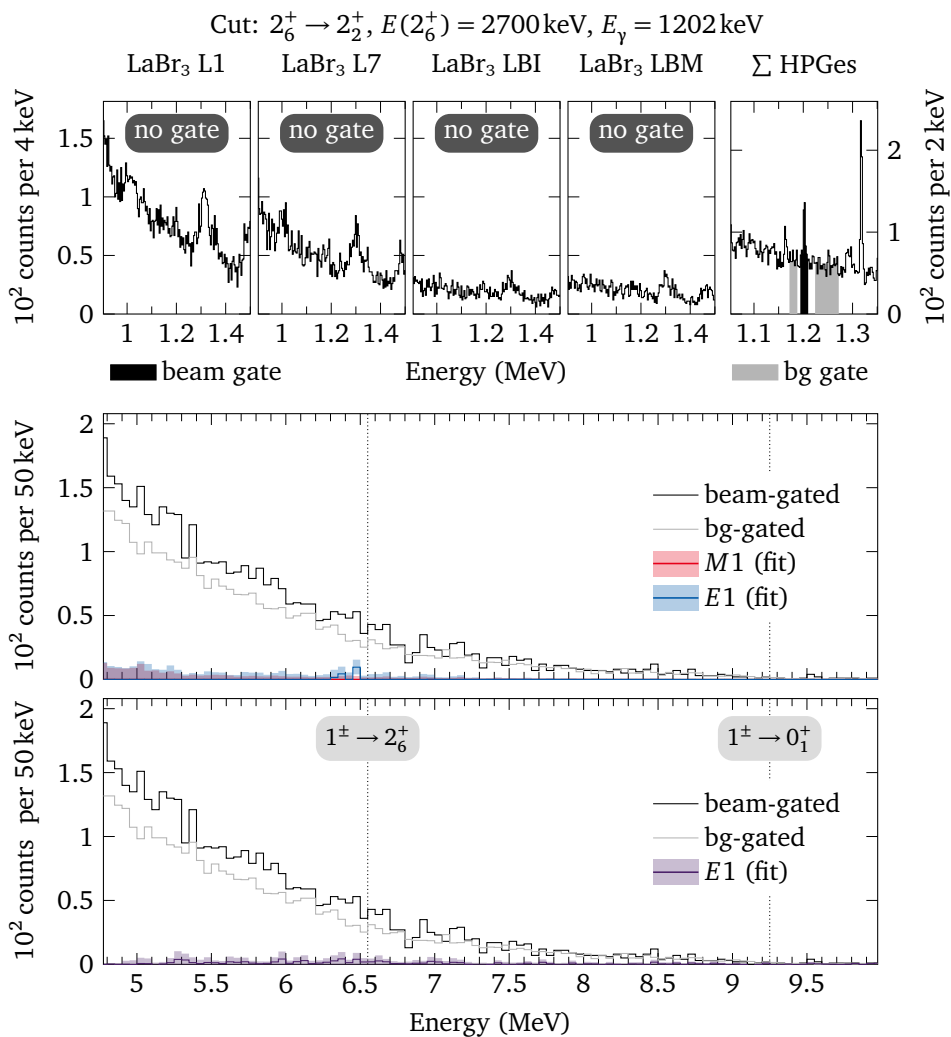 Cut: 2₆⁺ → 2₂⁺, E(2₆⁺) = 2700 keV, Eγ = 1202 keV
LaBr₃ L1 LaBr₃ L7 LaBr₃ LBI LaBr₃ LBM ∑ HPGes
no gate no gate no gate no gate
10² counts per 4 keV
0 0.5 1 1.5
10² counts per 2 keV
0 1 2
1 1.2 1.4 1 1.2 1.4 1 1.2 1.4 1 1.2 1.4 1.1 1.2 1.3
beam gate Energy (MeV) bg gate
10² counts per 50 keV
2
1.5
1
0.5
0
beam-gated
bg-gated
M1 (fit)
E1 (fit)
10² counts per 50 keV
2
1.5
1
0.5
0
1± → 2₆⁺ 1± → 0₁⁺
beam-gated
bg-gated
E1 (fit)
5 5.5 6 6.5 7 7.5 8 8.5 9 9.5
Energy (MeV)